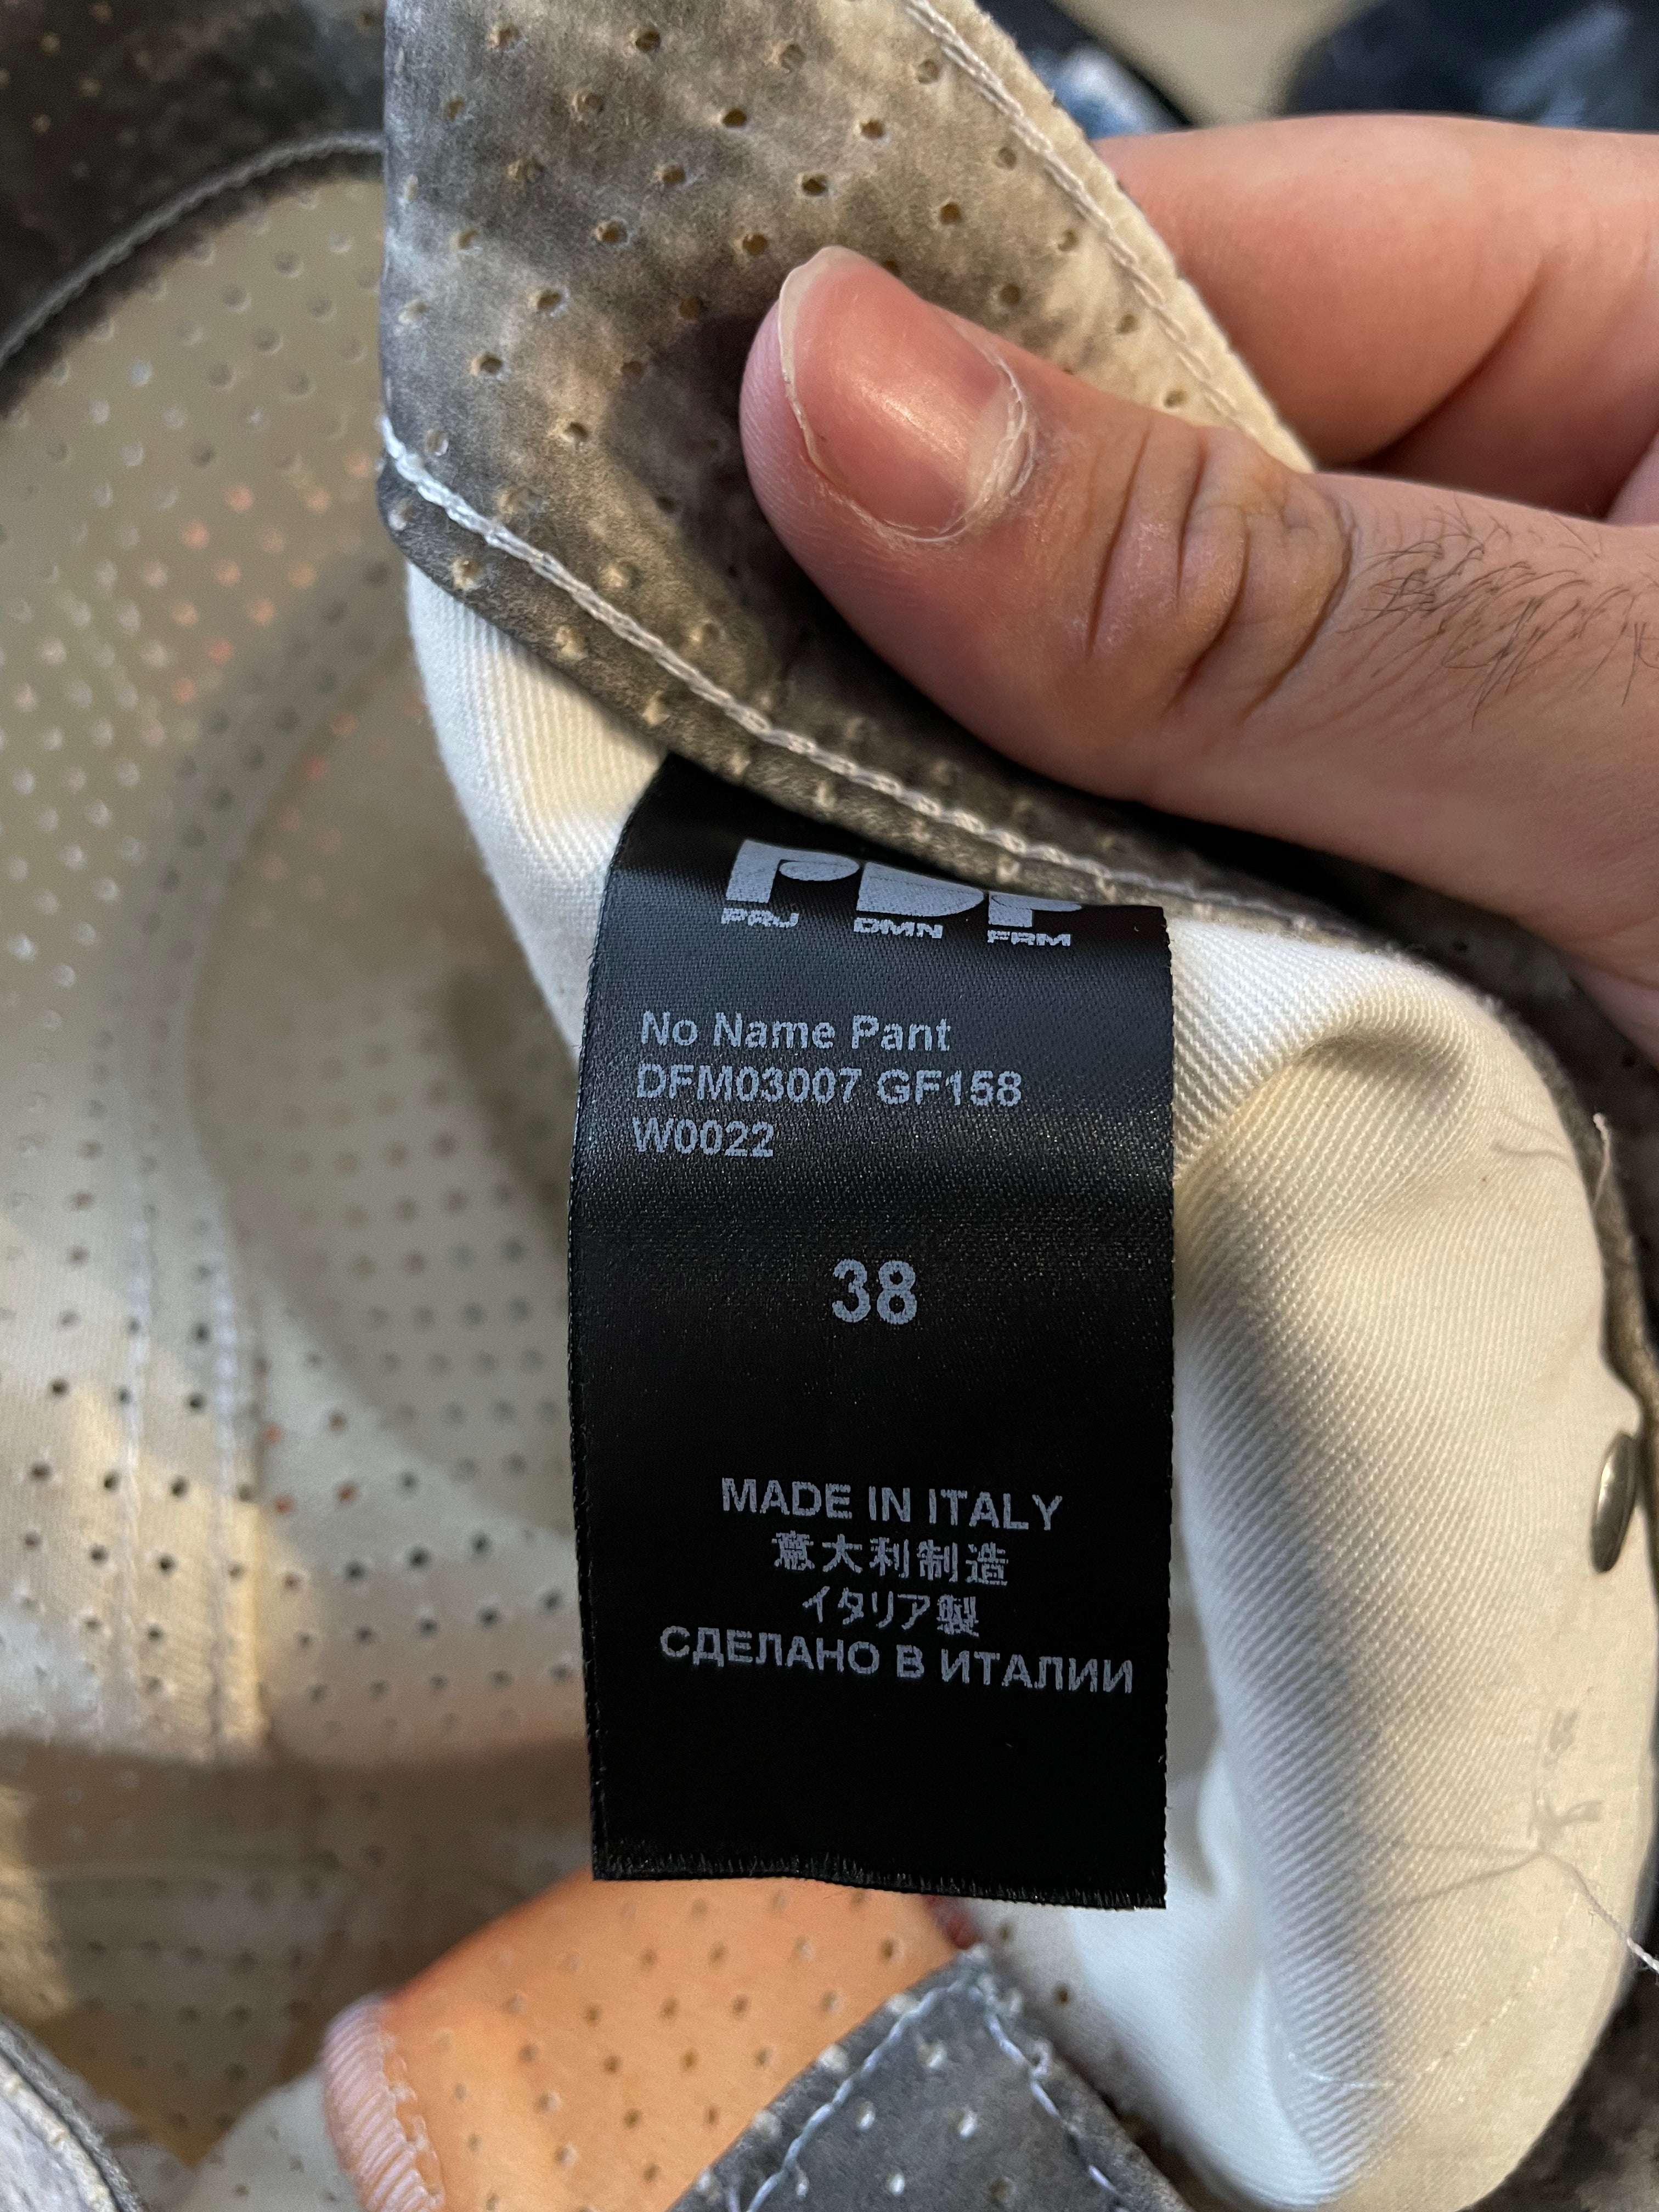 PDF
PRJ DMN FRM
No Name Pant
DFM03007 GF158
W0022
38
MADE IN ITALY
意大利制造
イタリア製
СДЕЛАНО В ИТАЛИИ